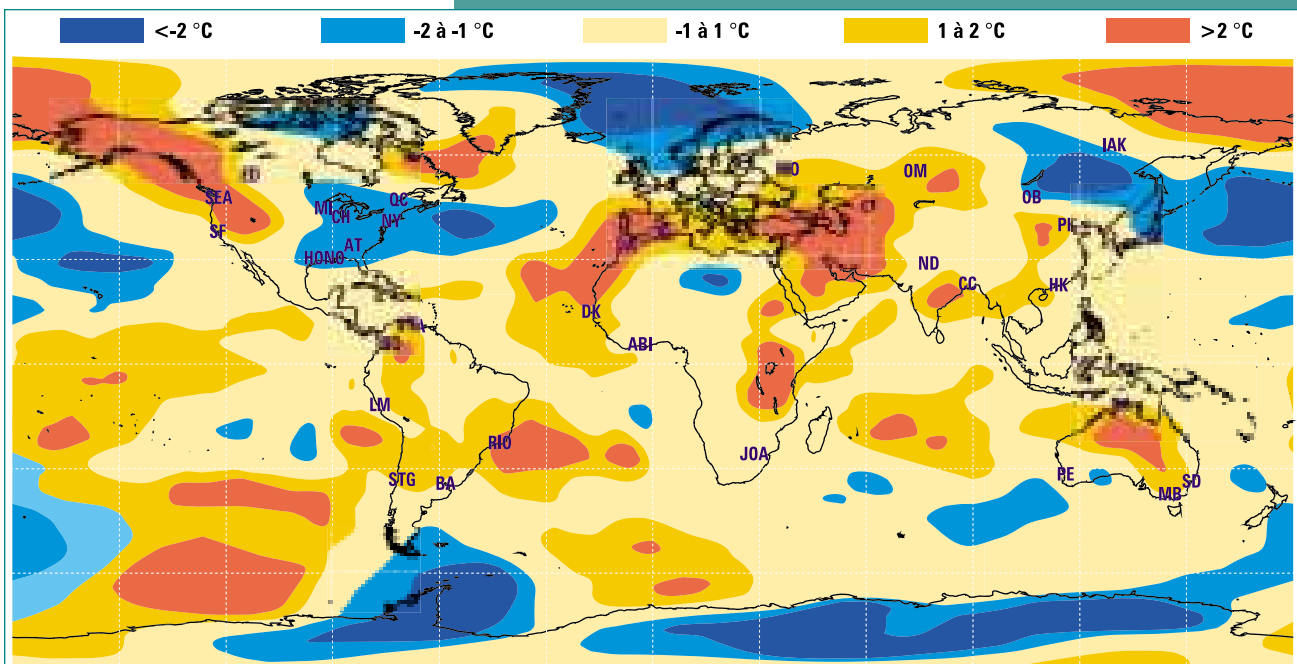 <-2 °C
-2 à -1 °C
-1 à 1 °C
1 à 2 °C
>2 °C
IAK
OM
OB
SEA
QC
MI
CH
NY
SF
AT
HONO
PI
ND
CC
HK
DK
ABI
LM
RIO
JOA
STG
BA
PE
SD
MB